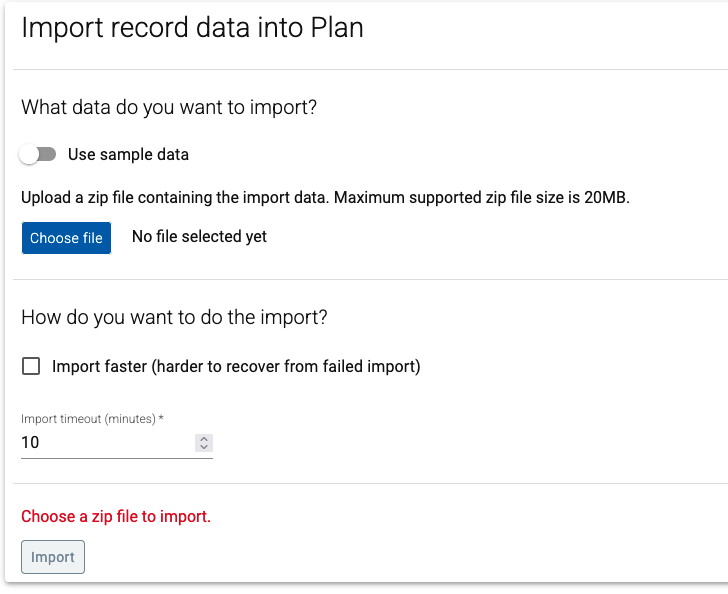 Import record data into Plan
What data do you want to import?
Use sample data
Upload a zip file containing the import data. Maximum supported zip file size is 20MB.
Choose file No file selected yet
How do you want to do the import?
Import faster (harder to recover from failed import)
Import timeout (minutes) *
10
Choose a zip file to import.
Import